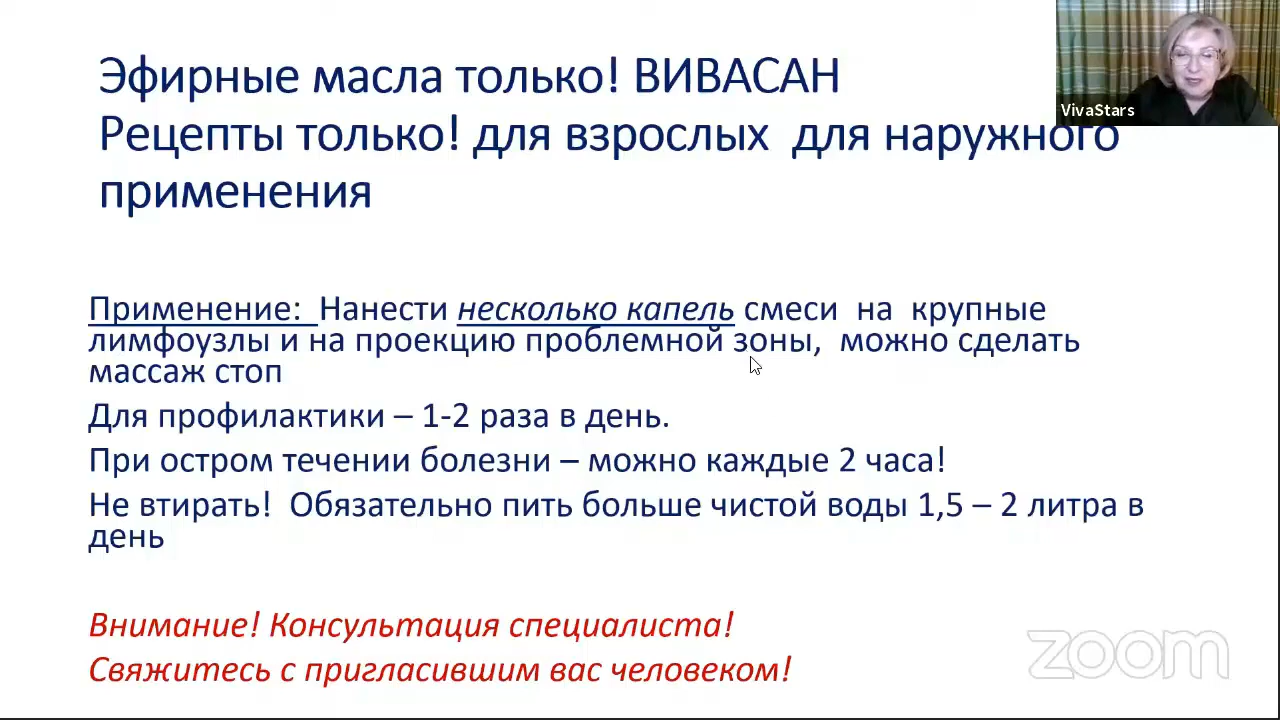 Эфирные масла только! ВИВАСАН
Рецепты только! для взрослых для наружного
применения
VivaStars
Применение: Нанести несколько капель смеси на крупные
лимфоузлы и на проекцию проблемной зоны, можно сделать
массаж стоп
Для профилактики – 1-2 раза в день.
При остром течении болезни – можно каждые 2 часа!
Не втирать! Обязательно пить больше чистой воды 1,5 – 2 литра в
день
Внимание! Консультация специалиста!
Свяжитесь с пригласившим вас человеком!
zoom